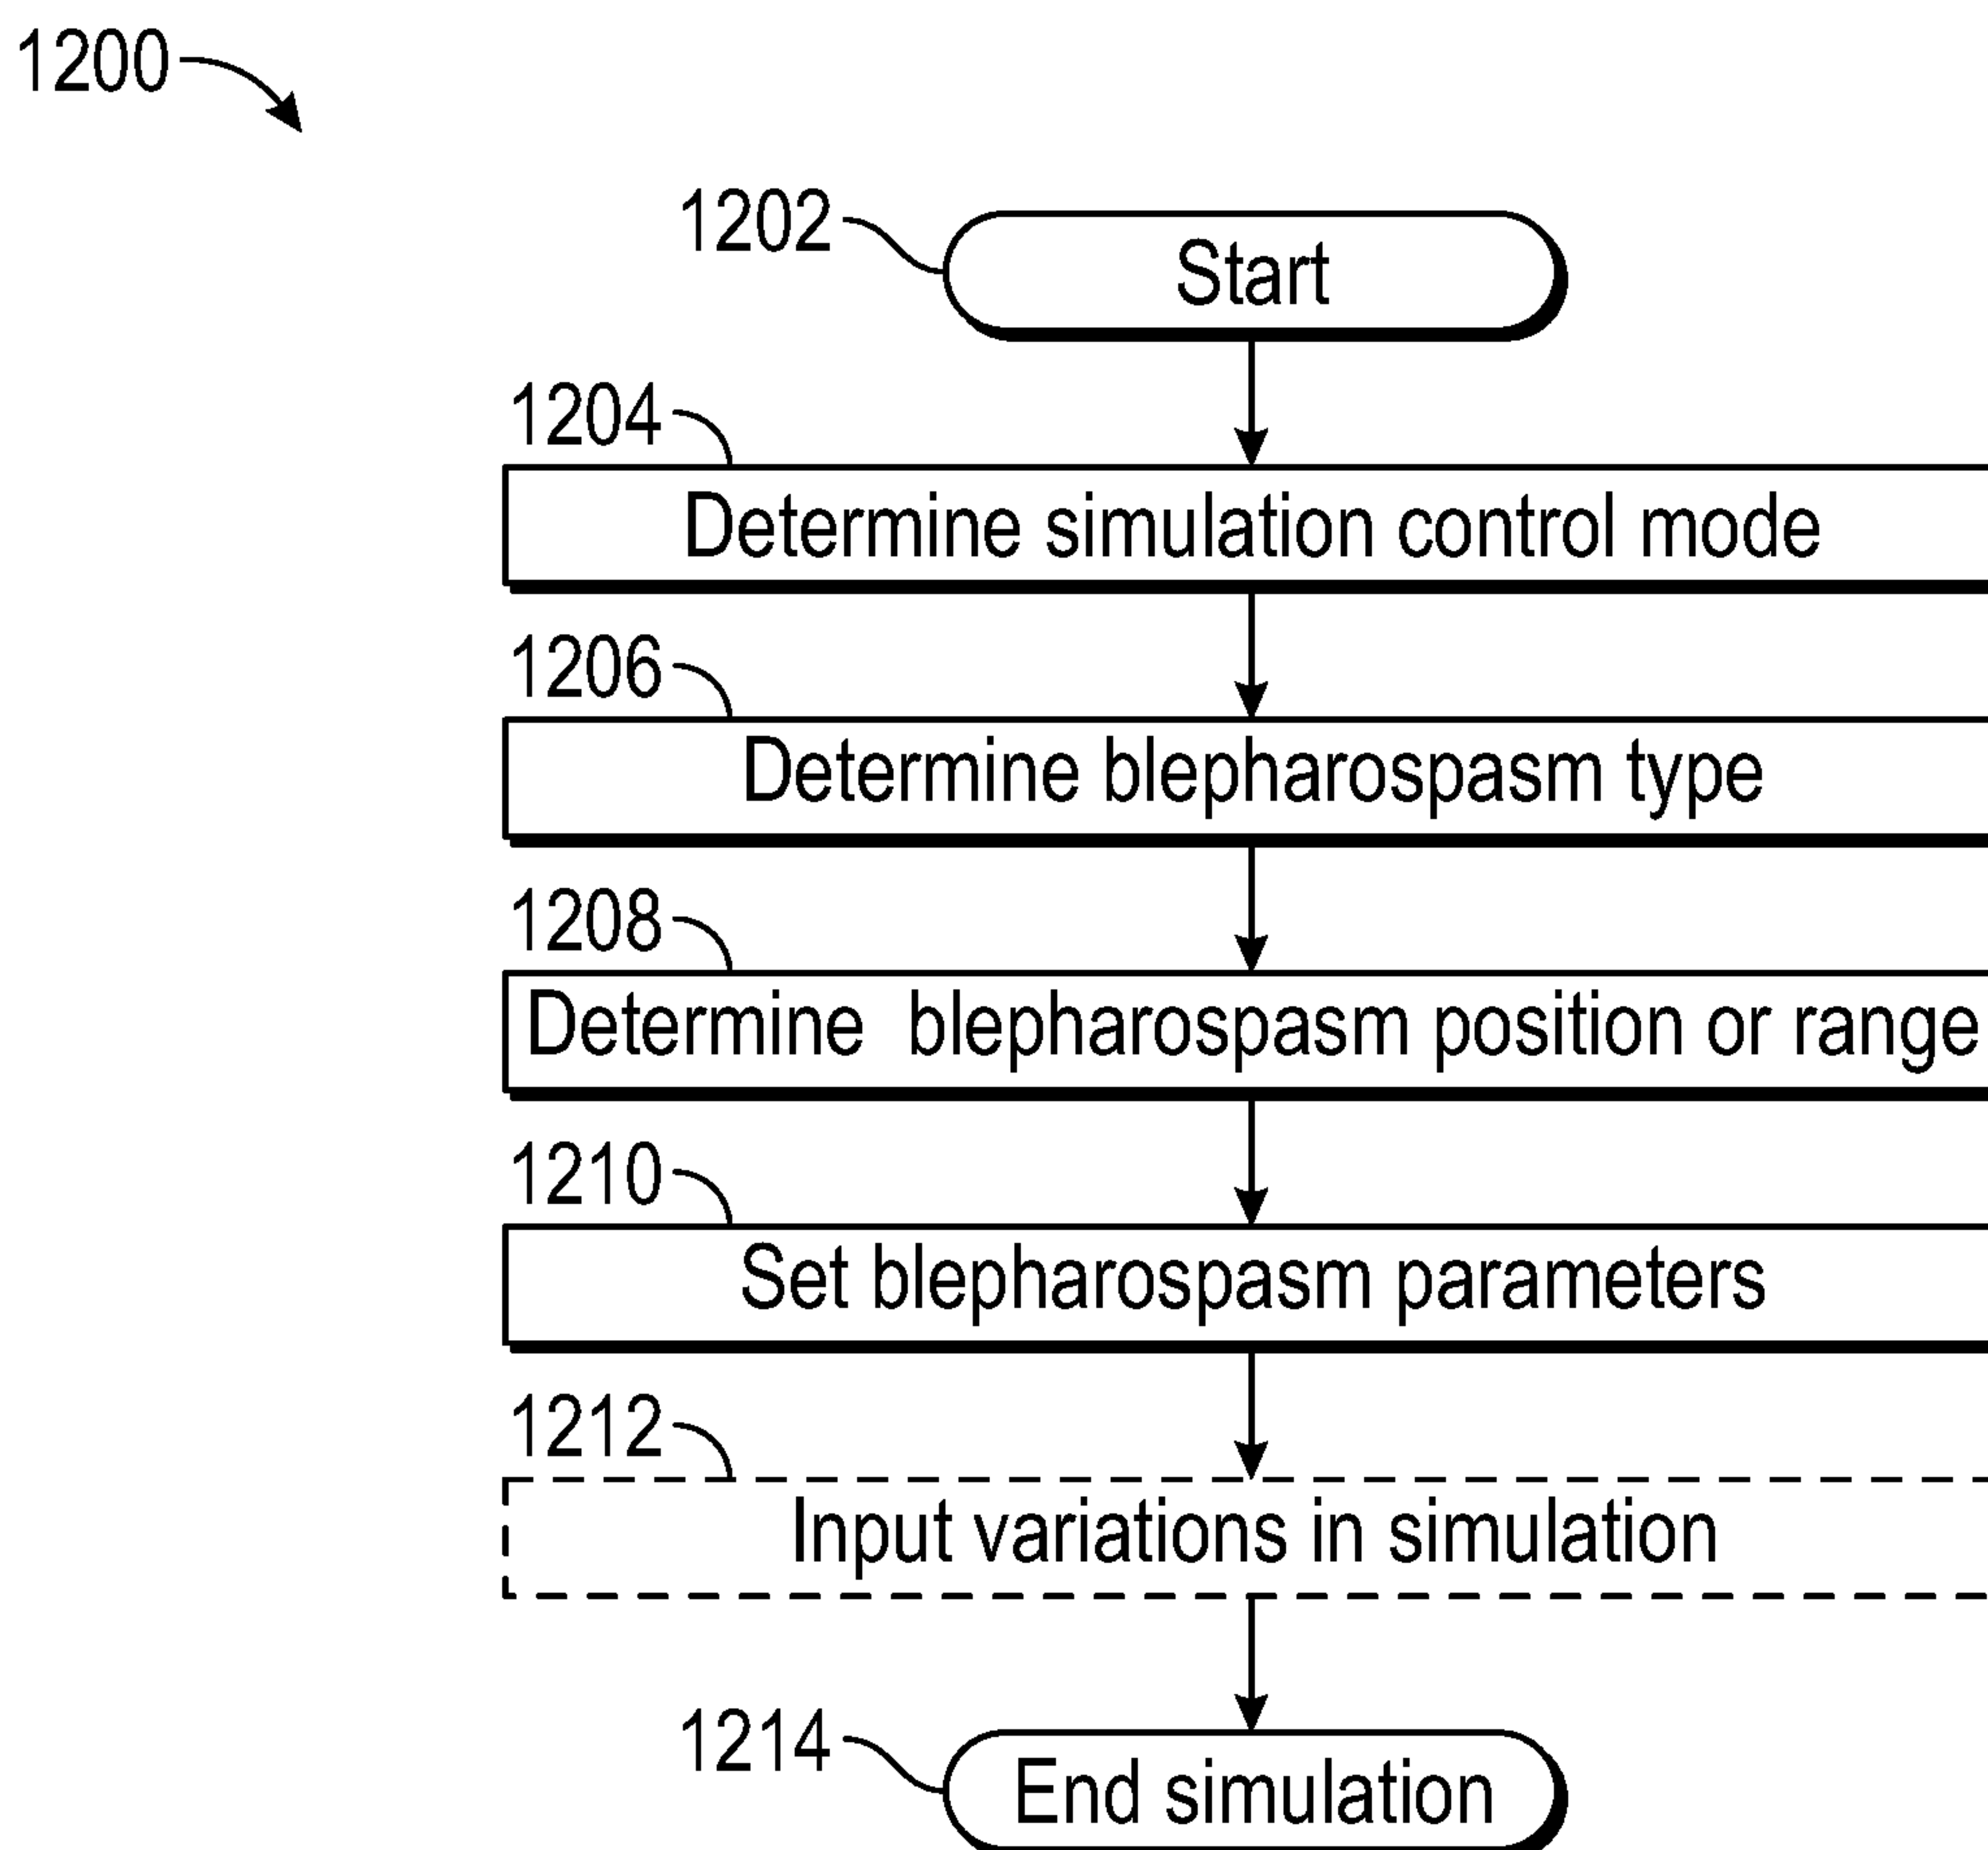 1200
1202
Start
1204
Determine simulation control mode
1206
Determine blepharospasm type
1208
Determine blepharospasm position or range
1210
Set blepharospasm parameters
1212
Input variations in simulation
1214
End simulation